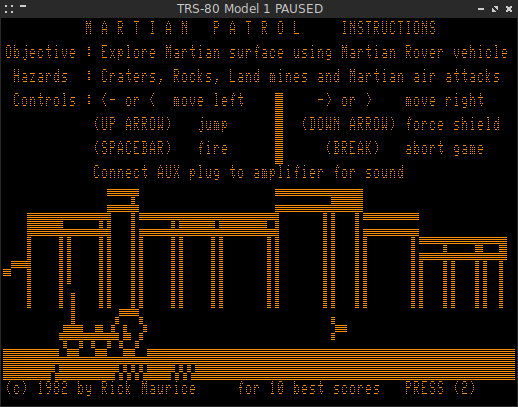 TRS-80 Model 1 PAUSED
M A R T I A N   P A T R O L   INSTRUCTIONS
Objective : Explore Martian surface using Martian Rover vehicle
Hazards : Craters, Rocks, Land mines and Martian air attacks
Controls : <- or < move left   -> or > move right
(UP ARROW) jump   (DOWN ARROW) force shield
(SPACEBAR) fire   (BREAK) abort game
Connect AUX plug to amplifier for sound
(c) 1982 by Rick Maurice   for 10 best scores   PRESS (2)